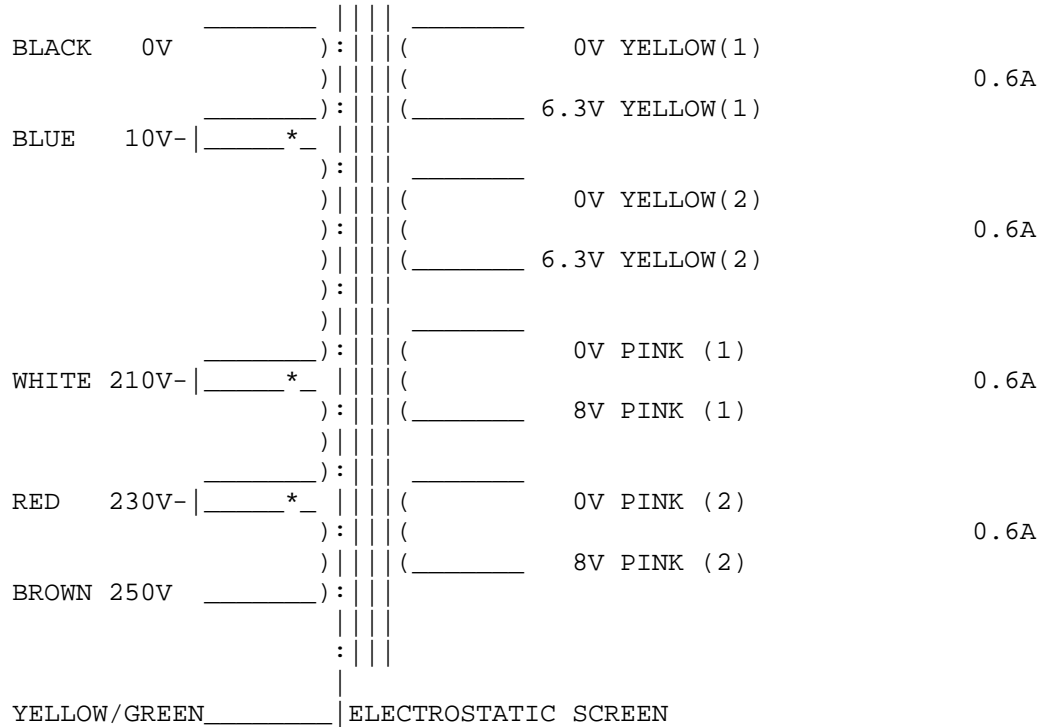 BLACK 0V 0V YELLOW(1)
0.6A
6.3V YELLOW(1)
BLUE 10V- *
0V YELLOW(2)
0.6A
6.3V YELLOW(2)
0V PINK (1)
WHITE 210V- * 0.6A
8V PINK (1)
RED 230V- * 0V PINK (2)
0.6A
8V PINK (2)
BROWN 250V
YELLOW/GREEN ELECTROSTATIC SCREEN